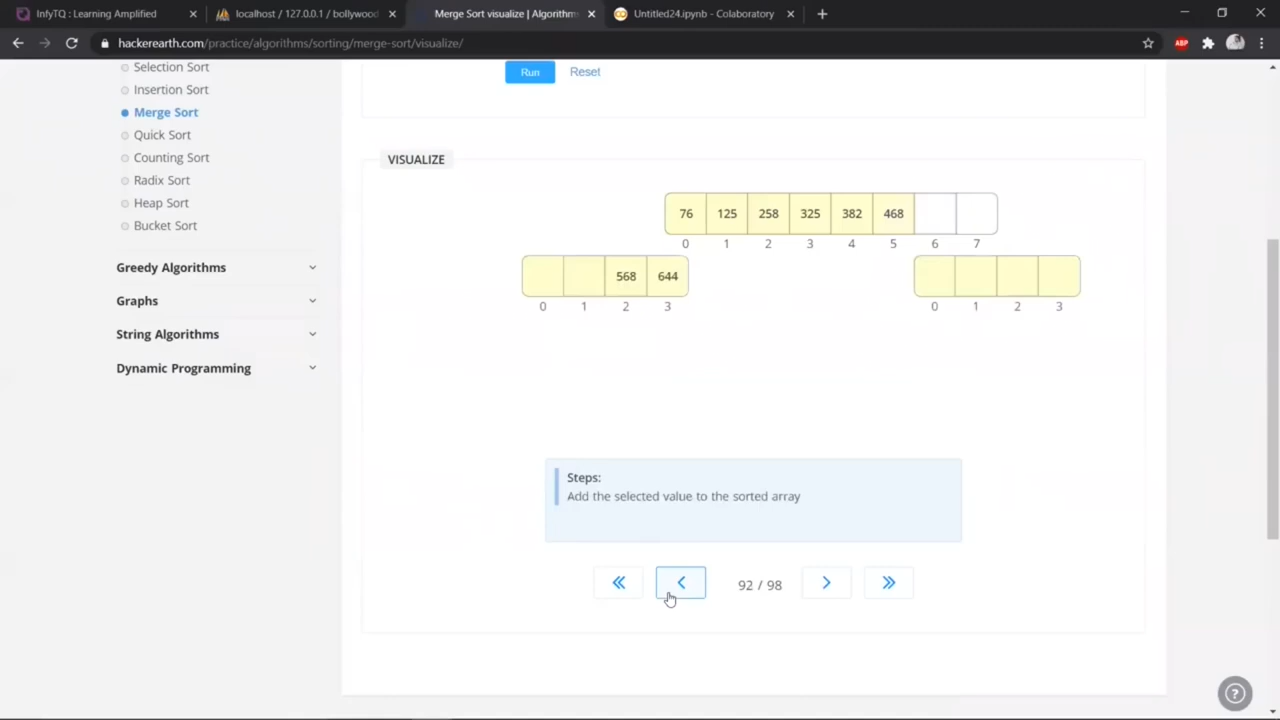 InfyTQ : Learning Amplified
localhost / 127.0.0.1 / bollywood
Merge Sort visualize | Algorithms
Untitled24.ipynb - Colaboratory
hackerearth.com/practice/algorithms/sorting/merge-sort/visualize/
ABP
Selection Sort
Insertion Sort
Merge Sort
Quick Sort
Counting Sort
Radix Sort
Heap Sort
Bucket Sort
Greedy Algorithms
Graphs
String Algorithms
Dynamic Programming
Run Reset
VISUALIZE
76 125 258 325 382 468
0 1 2 3 4 5 6 7
568 644
0 1 2 3 0 1 2 3
Steps:
Add the selected value to the sorted array
92 / 98